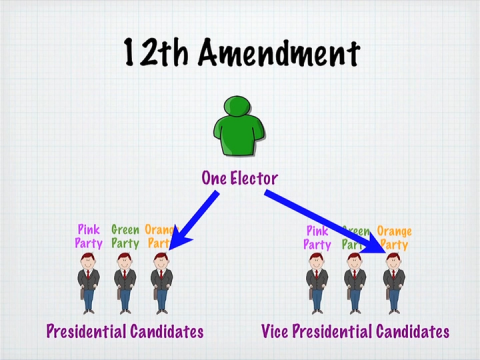 12th Amendment
One Elector
Pink Green Orange
Party Party Party
Pink Green Orange
Party Party Party
Presidential Candidates
Vice Presidential Candidates